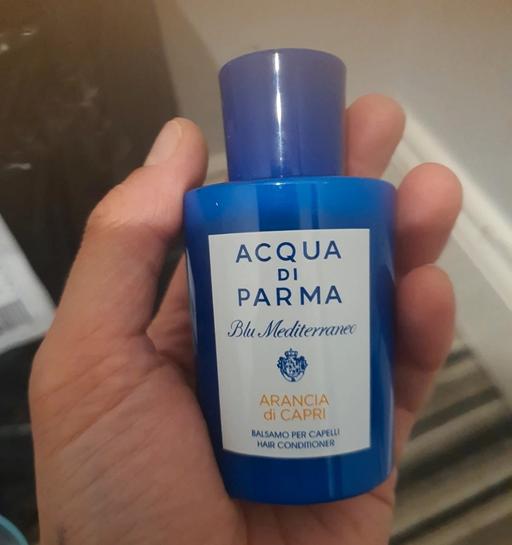 ACQUA
DI
PARMA
Blu Mediterraneo
ARANCIA
di CAPRI
BALSAMO PER CAPELLI
HAIR CONDITIONER